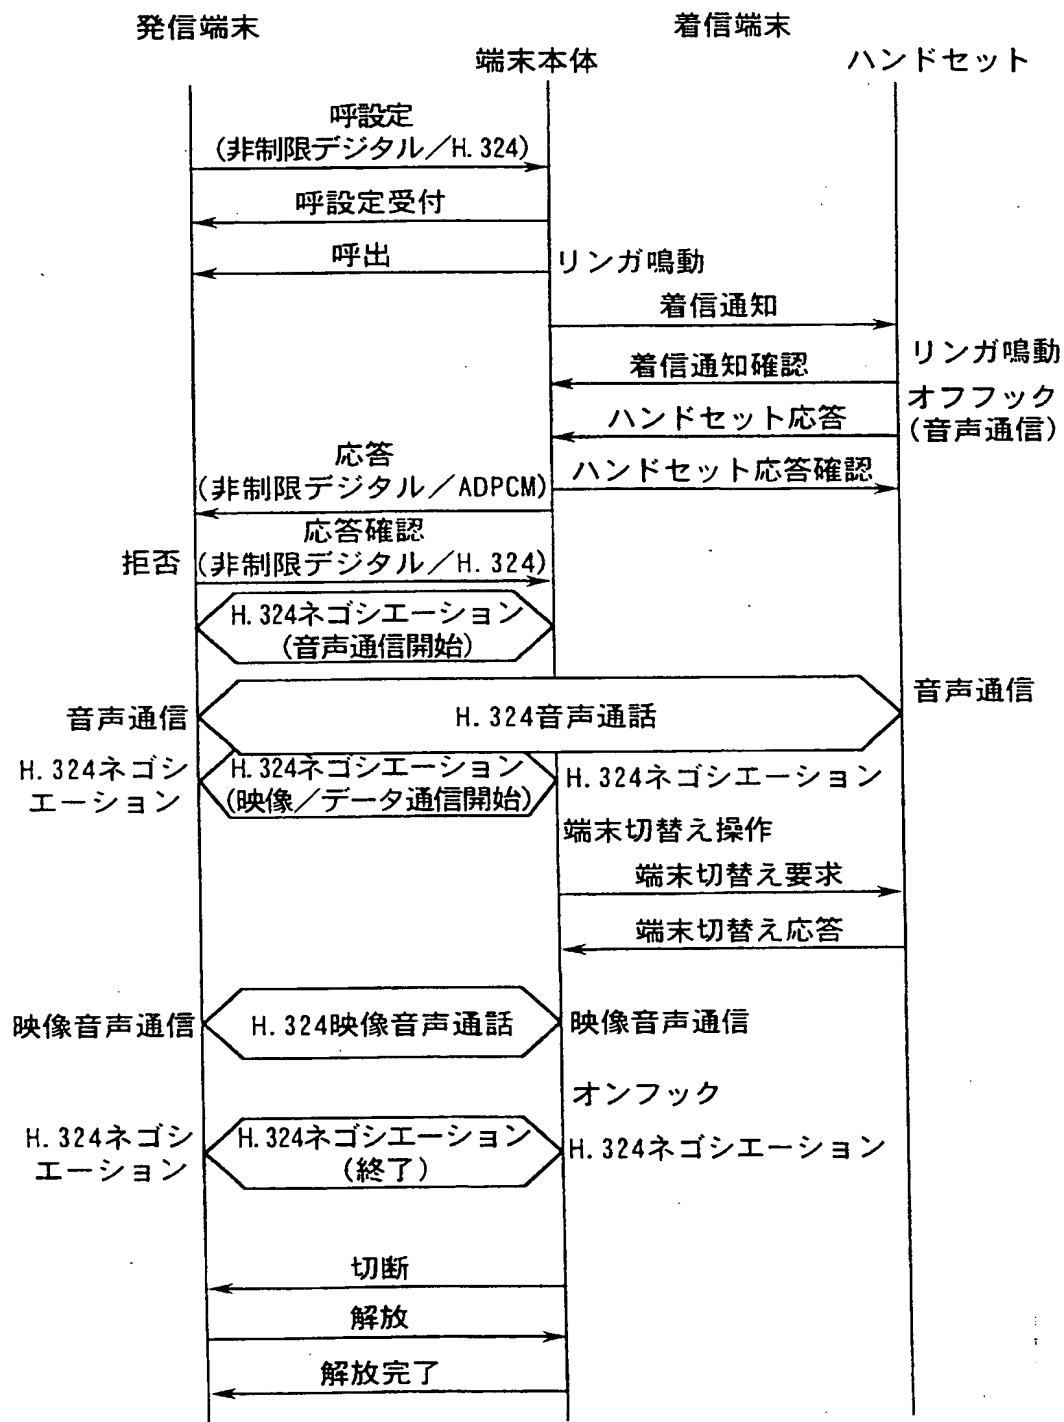 発信端末
着信端末
端末本体
ハンドセット
呼設定
(非制限デジタル／H.324)
呼設定受付
呼出
リンガ鳴動
着信通知
リンガ鳴動
着信通知確認
オフフック
(音声通信)
ハンドセット応答
応答
(非制限デジタル／ADPCM)
ハンドセット応答確認
応答確認
拒否
(非制限デジタル／H.324)
H.324ネゴシエーション
(音声通信開始)
音声通信
H.324音声通話
音声通信
H.324ネゴシ
エーション
H.324ネゴシエーション
(映像／データ通信開始)
H.324ネゴシエーション
端末切替え操作
端末切替え要求
端末切替え応答
映像音声通信
H.324映像音声通話
映像音声通信
オンフック
H.324ネゴシ
エーション
H.324ネゴシエーション
(終了)
H.324ネゴシエーション
切断
解放
解放完了